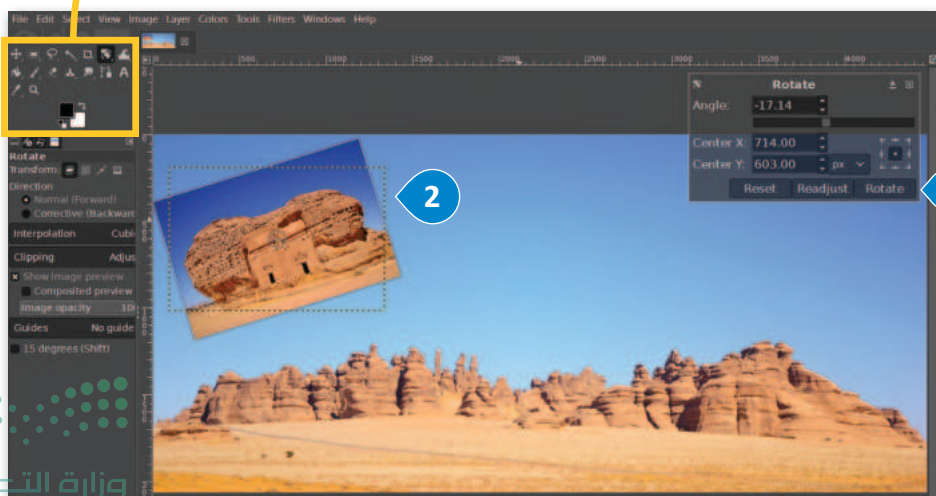 File Edit Select View Image Layer Colors Tools Filters Windows Help
500 1000 1500 2000 2500 3000 3500 4000
Rotate
Angle: -17.14
Center X: 714.00
Center Y: 603.00 px
Reset Readjust Rotate
2
Rotate
Transform:
Direction
Normal (Forward)
Corrective (Backward
Interpolation Cubi
Clipping Adjus
Show image preview
Composited preview
Image opacity 10
Guides No guide
15 degrees (Shift)
وزارة التع